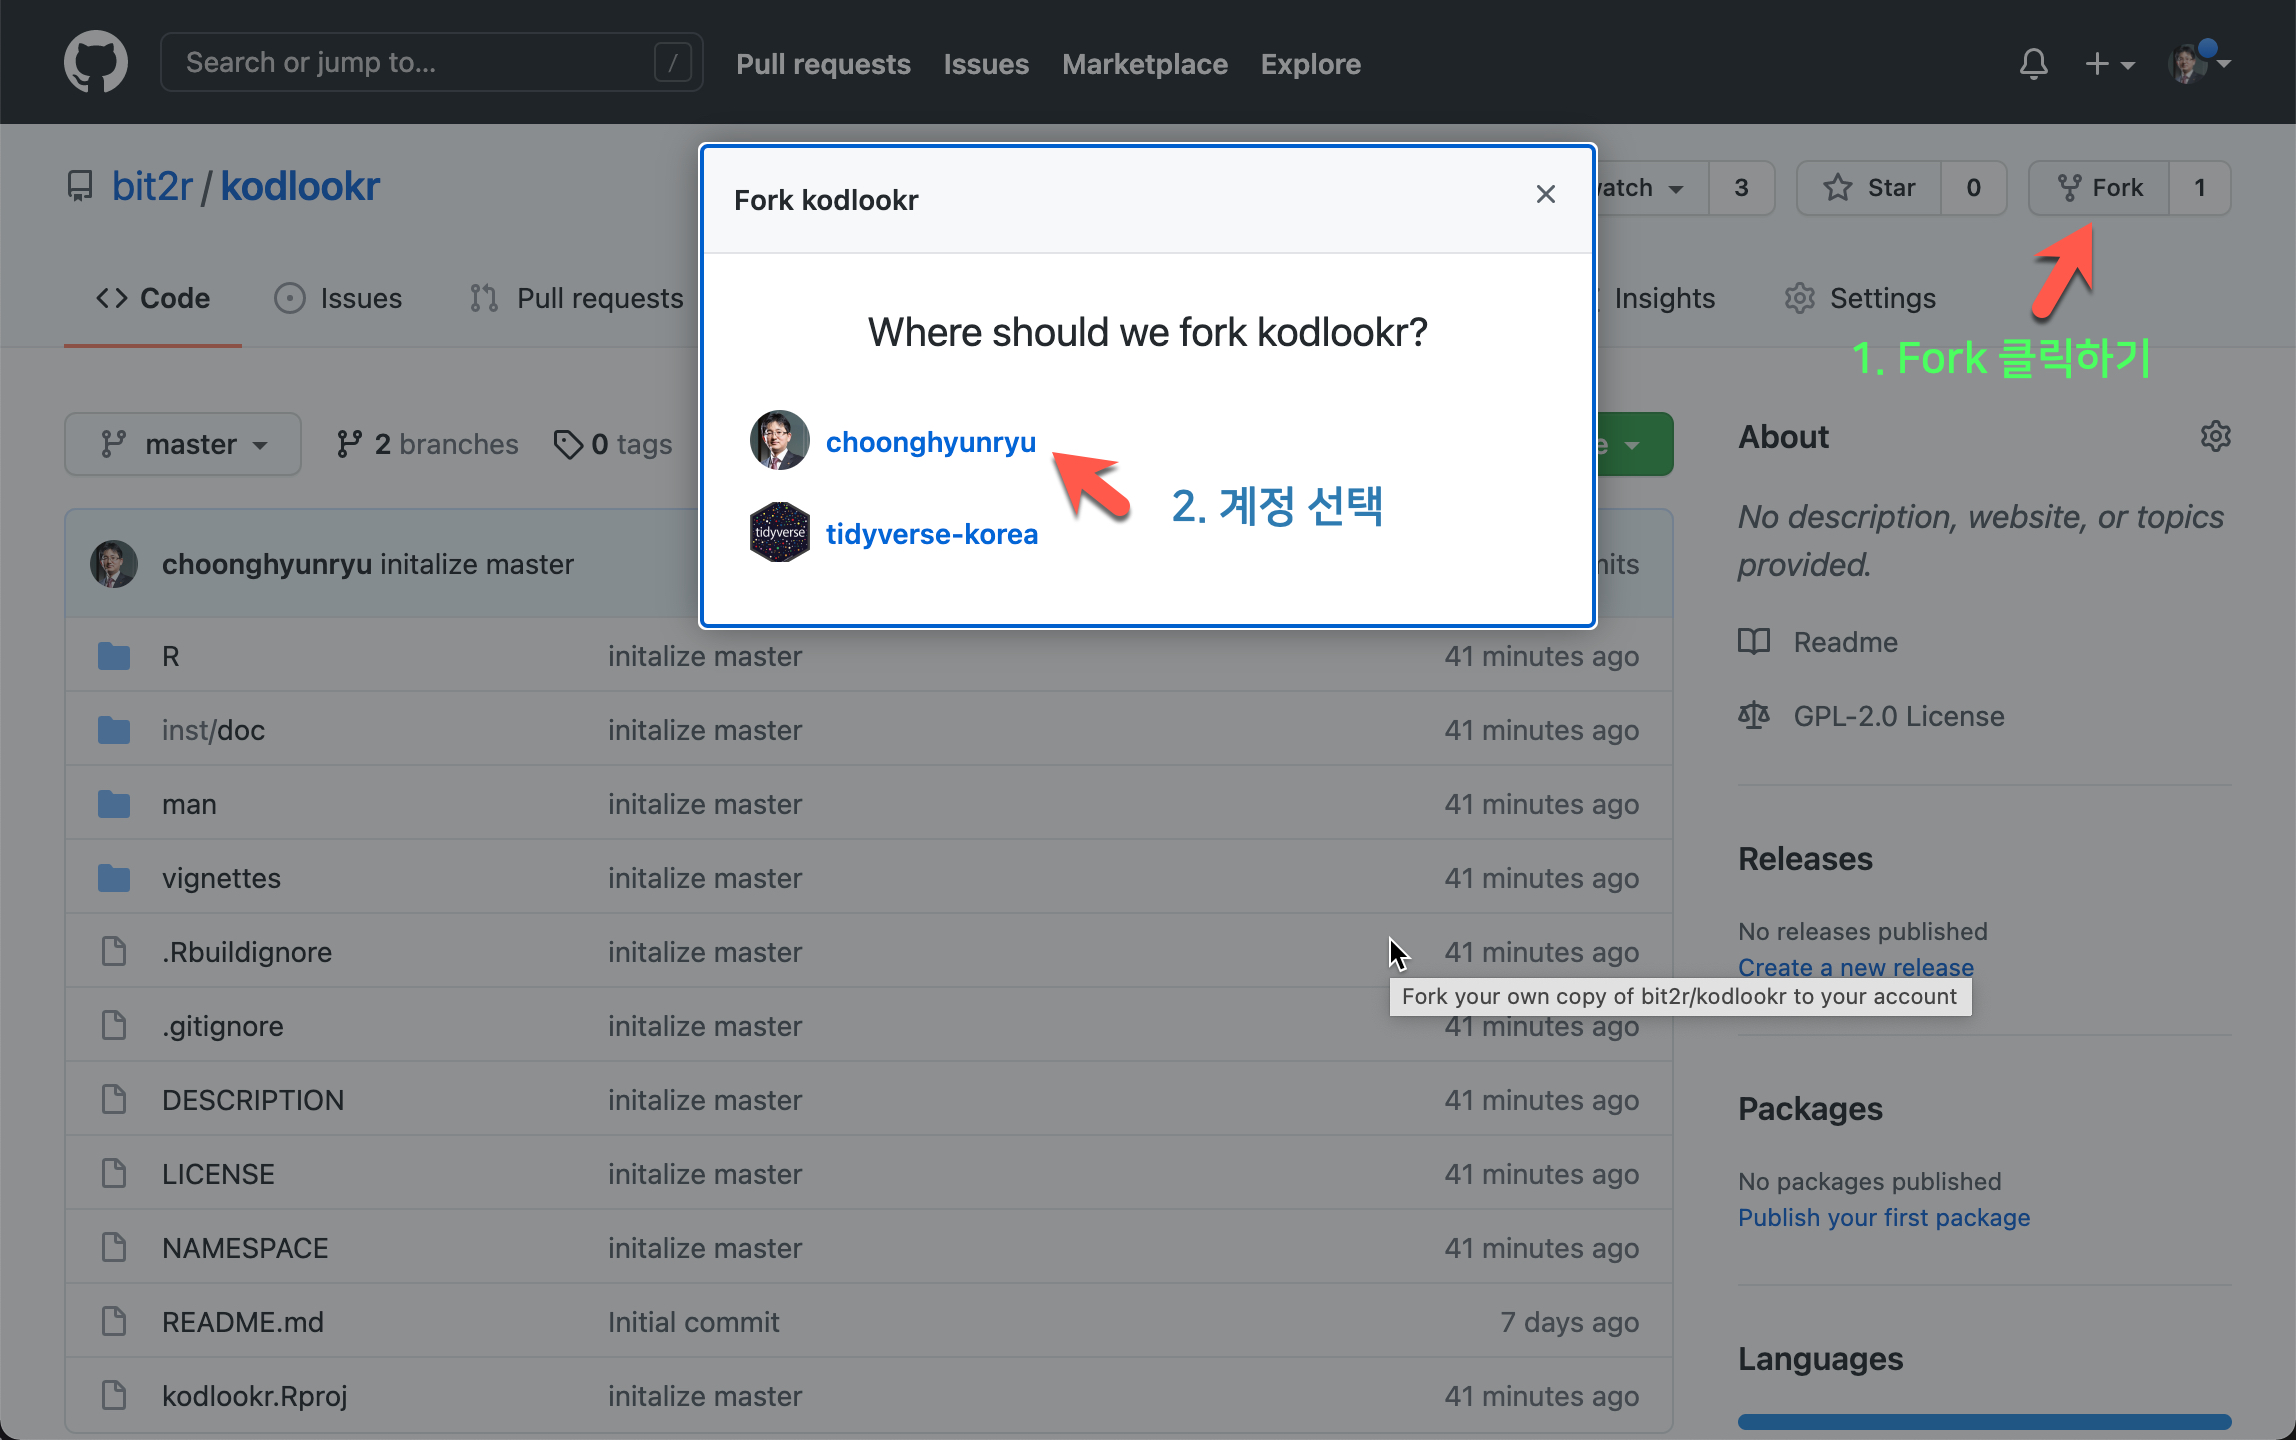 Search or jump to...
/
Pull requests
Issues
Marketplace
Explore
bit2r / kodlookr
atch
3
Star
0
Fork
1
Fork kodlookr
Code
Issues
Pull requests
Insights
Settings
Where should we fork kodlookr?
1. Fork 클릭하기
master
2 branches
0 tags
e
choonghyunryu
2. 계정 선택
tidyverse
tidyverse-korea
About
No description, website, or topics
provided.
Readme
GPL-2.0 License
choonghyunryu initalize master
mits
R initalize master 41 minutes ago
inst/doc initalize master 41 minutes ago
man initalize master 41 minutes ago
vignettes initalize master 41 minutes ago
.Rbuildignore initalize master 41 minutes ago
.gitignore initalize master 41 minutes ago
DESCRIPTION initalize master 41 minutes ago
LICENSE initalize master 41 minutes ago
NAMESPACE initalize master 41 minutes ago
README.md Initial commit 7 days ago
kodlookr.Rproj initalize master 41 minutes ago
Releases
No releases published
Create a new release
Fork your own copy of bit2r/kodlookr to your account
Packages
No packages published
Publish your first package
Languages